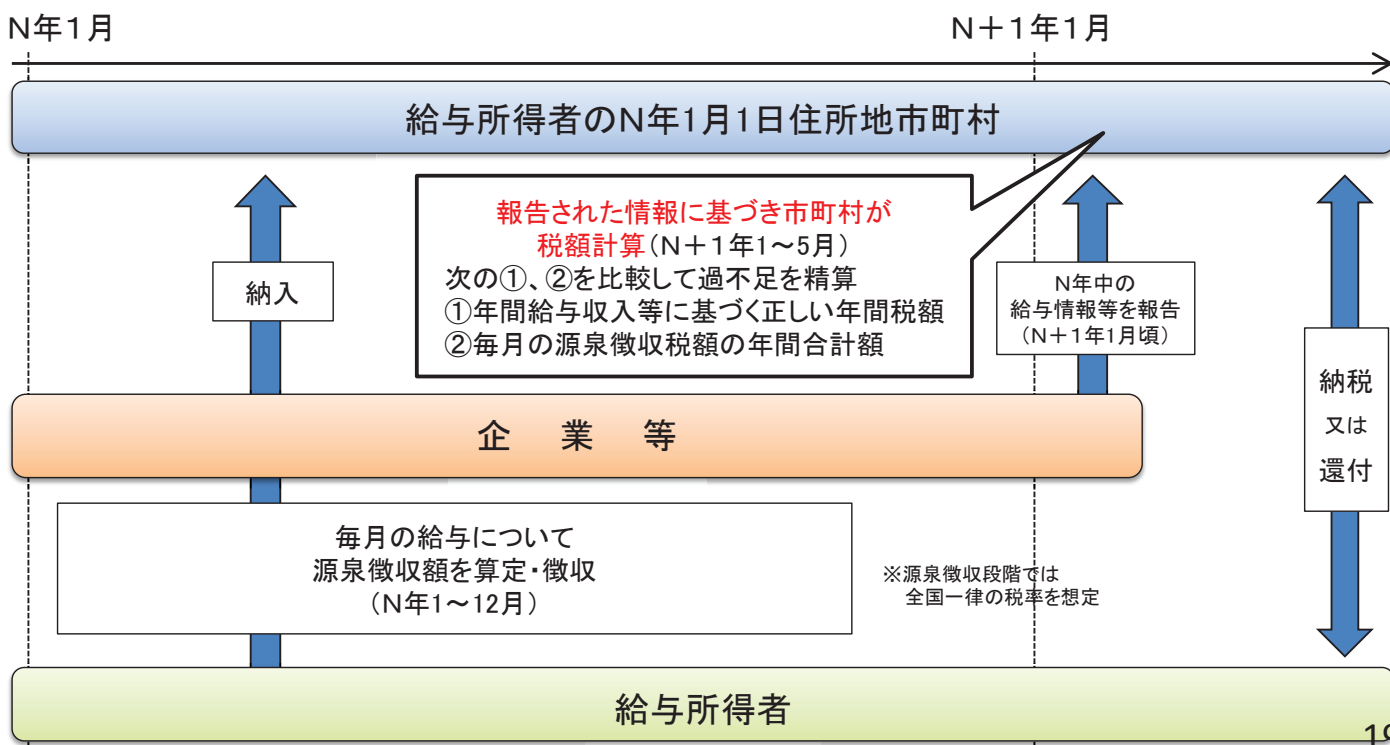 N年1月
N＋1年1月
給与所得者のN年1月1日住所地市町村
報告された情報に基づき市町村が
税額計算(N＋1年1～5月)
次の①、②を比較して過不足を精算
①年間給与収入等に基づく正しい年間税額
②毎月の源泉徴収税額の年間合計額
納入
N年中の
給与情報等を報告
(N＋1年1月頃)
納税
又は
還付
企　業　等
毎月の給与について
源泉徴収額を算定・徴収
(N年1～12月)
※源泉徴収段階では
全国一律の税率を想定
給与所得者